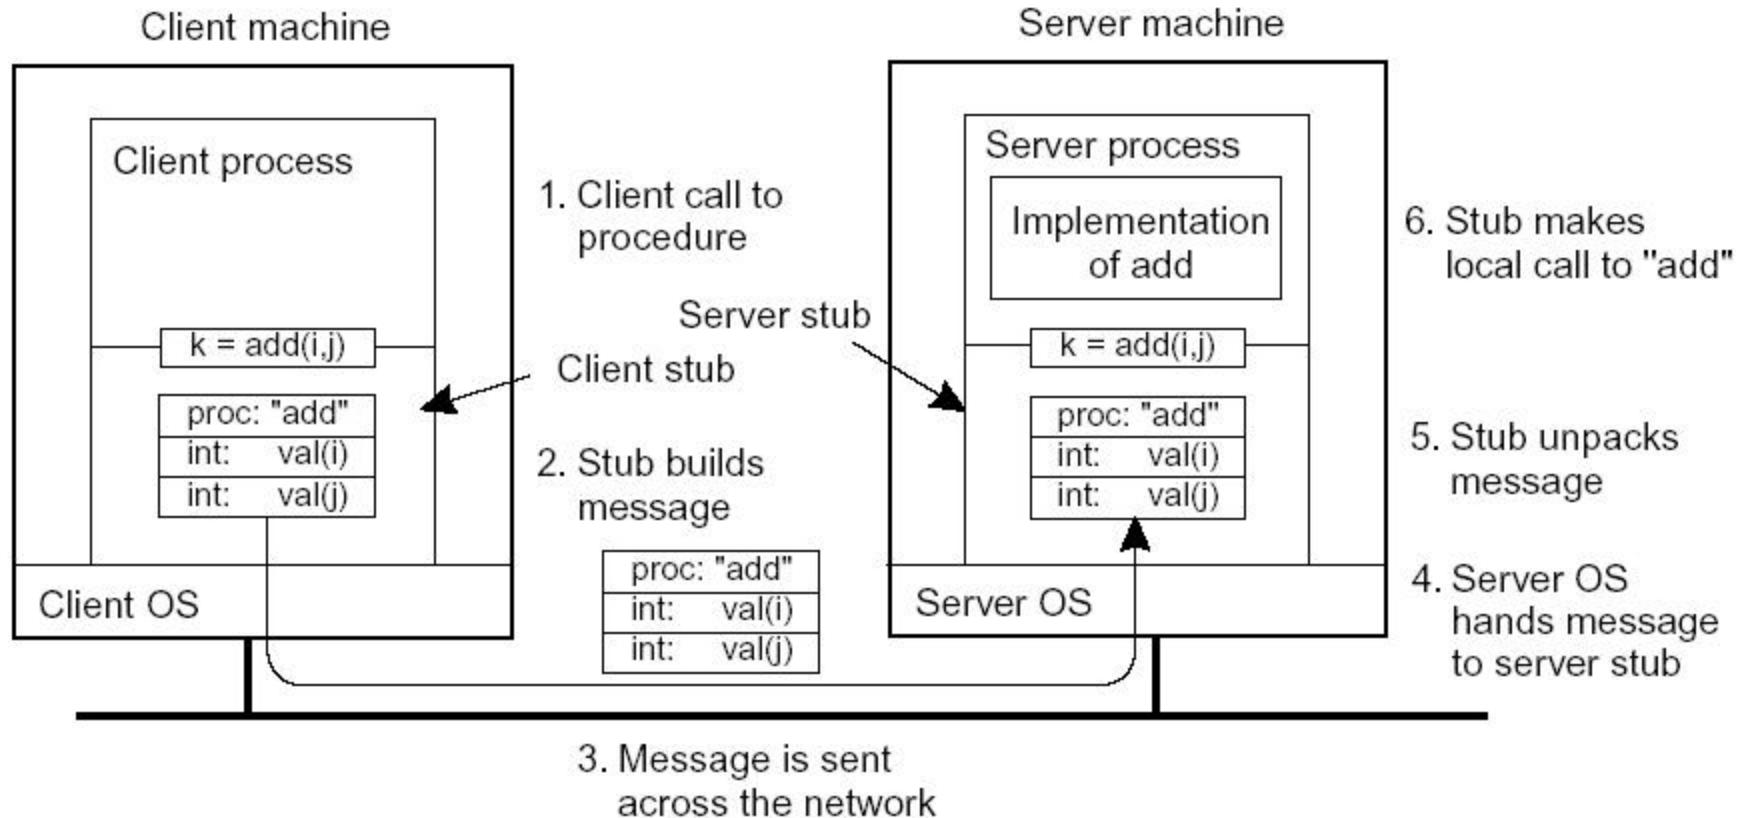 Client machine
Client process
k = add(i,j)
proc: "add"
int: val(i)
int: val(j)
Client OS
1. Client call to
procedure
Server stub
Client stub
2. Stub builds
message
proc: "add"
int: val(i)
int: val(j)
3. Message is sent
across the network
Server machine
Server process
Implementation
of add
k = add(i,j)
proc: "add"
int: val(i)
int: val(j)
Server OS
6. Stub makes
local call to "add"
5. Stub unpacks
message
4. Server OS
hands message
to server stub